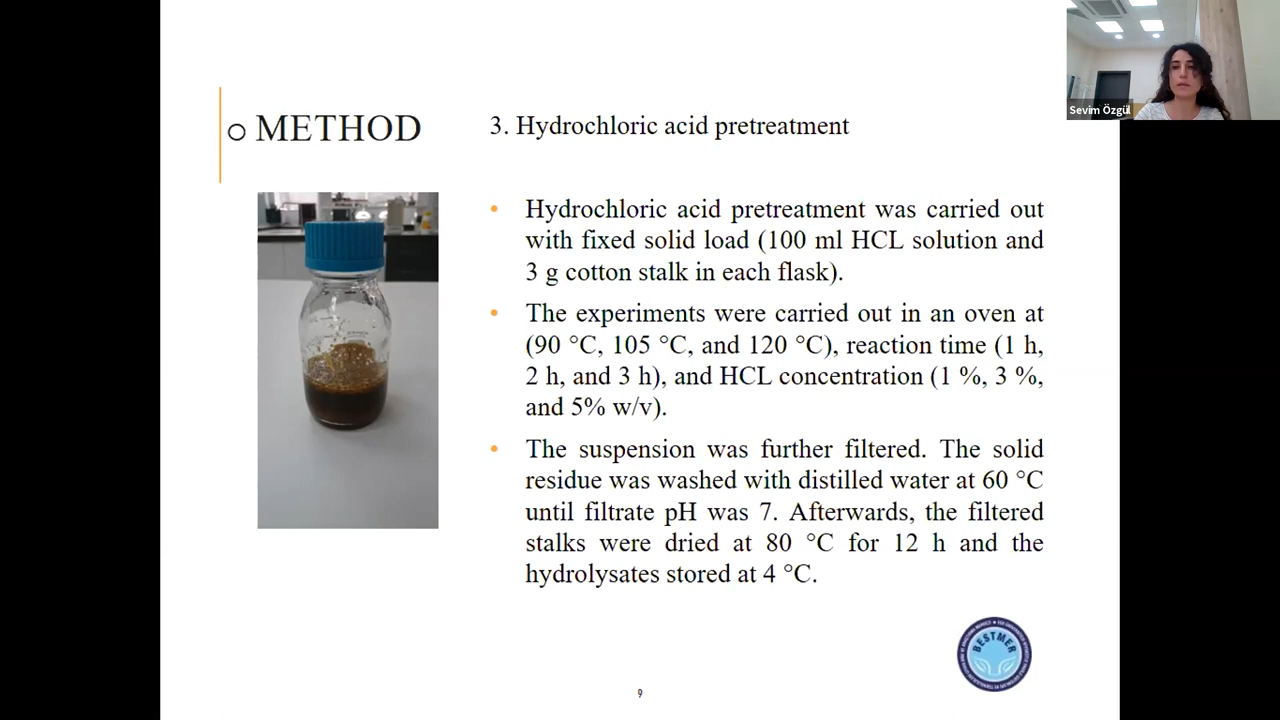 Sevim Özgül
METHOD
3. Hydrochloric acid pretreatment
• Hydrochloric acid pretreatment was carried out
with fixed solid load (100 ml HCL solution and
3 g cotton stalk in each flask).
• The experiments were carried out in an oven at
(90 °C, 105 °C, and 120 °C), reaction time (1 h,
2 h, and 3 h), and HCL concentration (1 %, 3 %,
and 5% w/v).
• The suspension was further filtered. The solid
residue was washed with distilled water at 60 °C
until filtrate pH was 7. Afterwards, the filtered
stalks were dried at 80 °C for 12 h and the
hydrolysates stored at 4 °C.
BESTMER
9